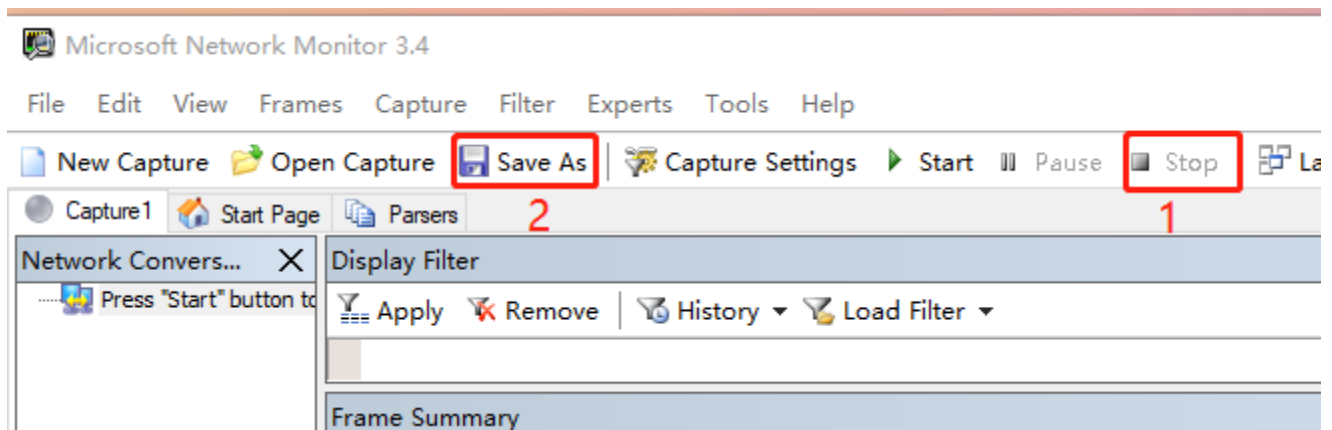 Microsoft Network Monitor 3.4
File Edit View Frames Capture Filter Experts Tools Help
New Capture Open Capture Save As Capture Settings Start Pause Stop La
Capture1 Start Page Parsers 2 1
Network Convers... Display Filter
Press "Start" button to Apply Remove History Load Filter
Frame Summary